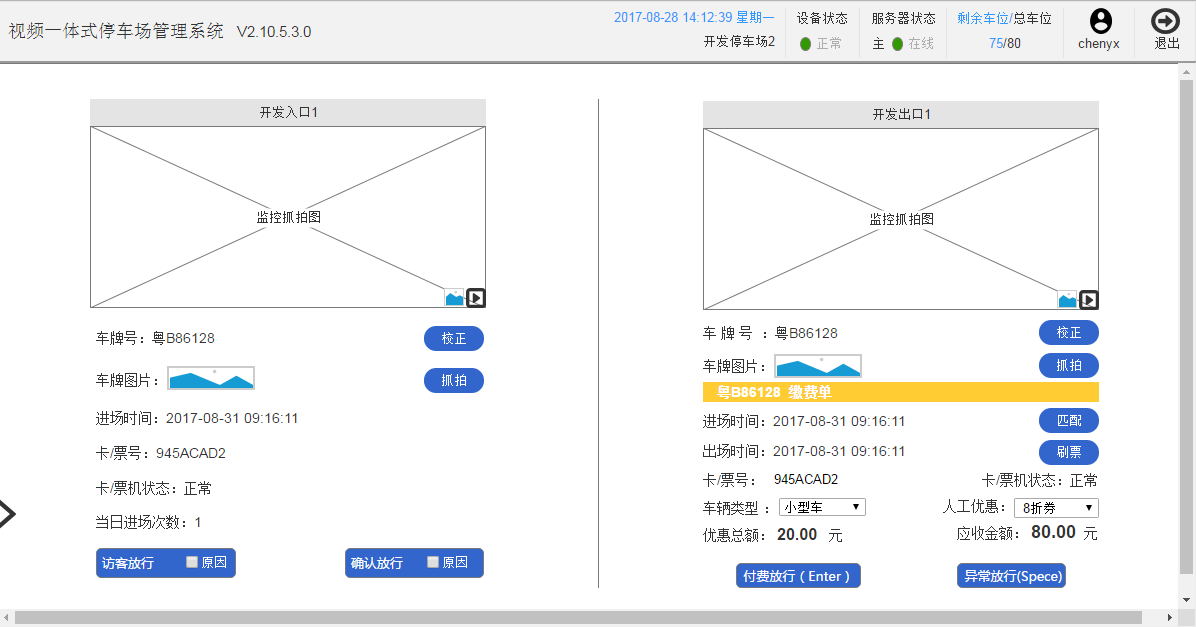 视频一体式停车场管理系统 V2.10.5.3.0
2017-08-28 14:12:39 星期一
开发停车场2
设备状态
正常
服务器状态
主 在线
剩余车位/总车位
75/80
chenyx
退出
开发入口1
监控抓拍图
车牌号：粤B86128
校正
车牌图片：
抓拍
进场时间：2017-08-31 09:16:11
卡/票号：945ACAD2
卡/票机状态：正常
当日进场次数：1
访客放行 原因
确认放行 原因
开发出口1
监控抓拍图
车 牌 号 ：粤B86128
校正
车牌图片：
抓拍
粤B86128 缴费单
进场时间：2017-08-31 09:16:11
匹配
出场时间：2017-08-31 09:16:11
刷票
卡/票号： 945ACAD2
卡/票机状态：正常
车辆类型： 小型车
人工优惠： 8折券
优惠总额： 20.00 元
应收金额： 80.00 元
付费放行（Enter）
异常放行(Spece)